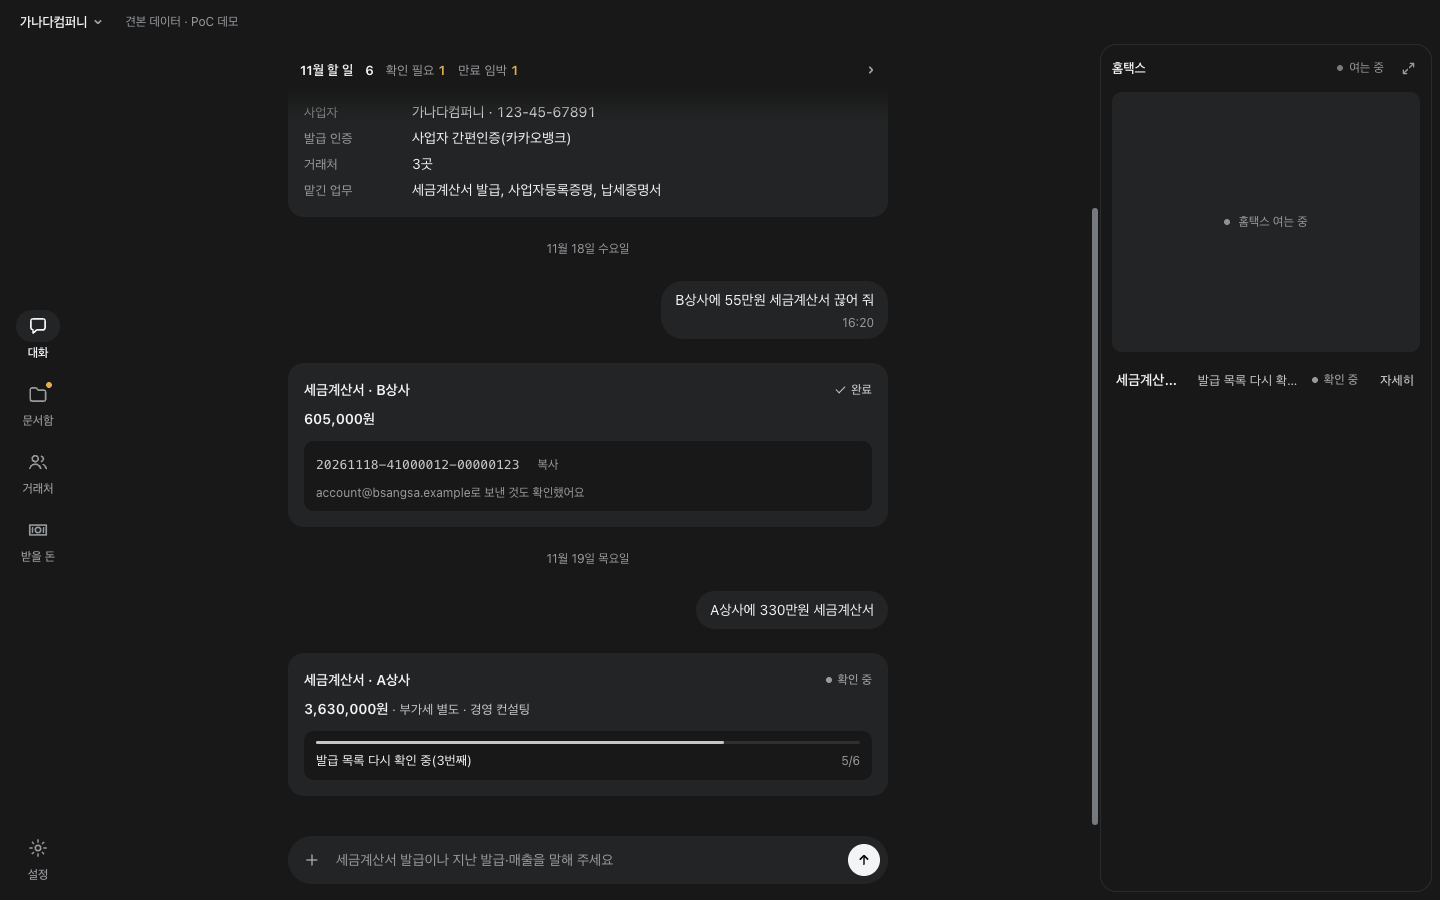 가나다컴퍼니
견본 데이터 · PoC 데모
11월 할 일 6 확인 필요 1 만료 임박 1
사업자 가나다컴퍼니 · 123-45-67891
발급 인증 사업자 간편인증(카카오뱅크)
거래처 3곳
맡긴 업무 세금계산서 발급, 사업자등록증명, 납세증명서
11월 18일 수요일
B상사에 55만원 세금계산서 끊어 줘
16:20
세금계산서 · B상사 완료
605,000원
20261118-41000012-00000123 복사
account@bsangsa.example로 보낸 것도 확인했어요
11월 19일 목요일
A상사에 330만원 세금계산서
세금계산서 · A상사 확인 중
3,630,000원 · 부가세 별도 · 경영 컨설팅
발급 목록 다시 확인 중(3번째) 5/6
세금계산서 발급이나 지난 발급·매출을 말해 주세요
대화
문서함
거래처
받을 돈
설정
홈택스 여는 중
홈택스 여는 중
세금계산... 발급 목록 다시 확... 확인 중 자세히